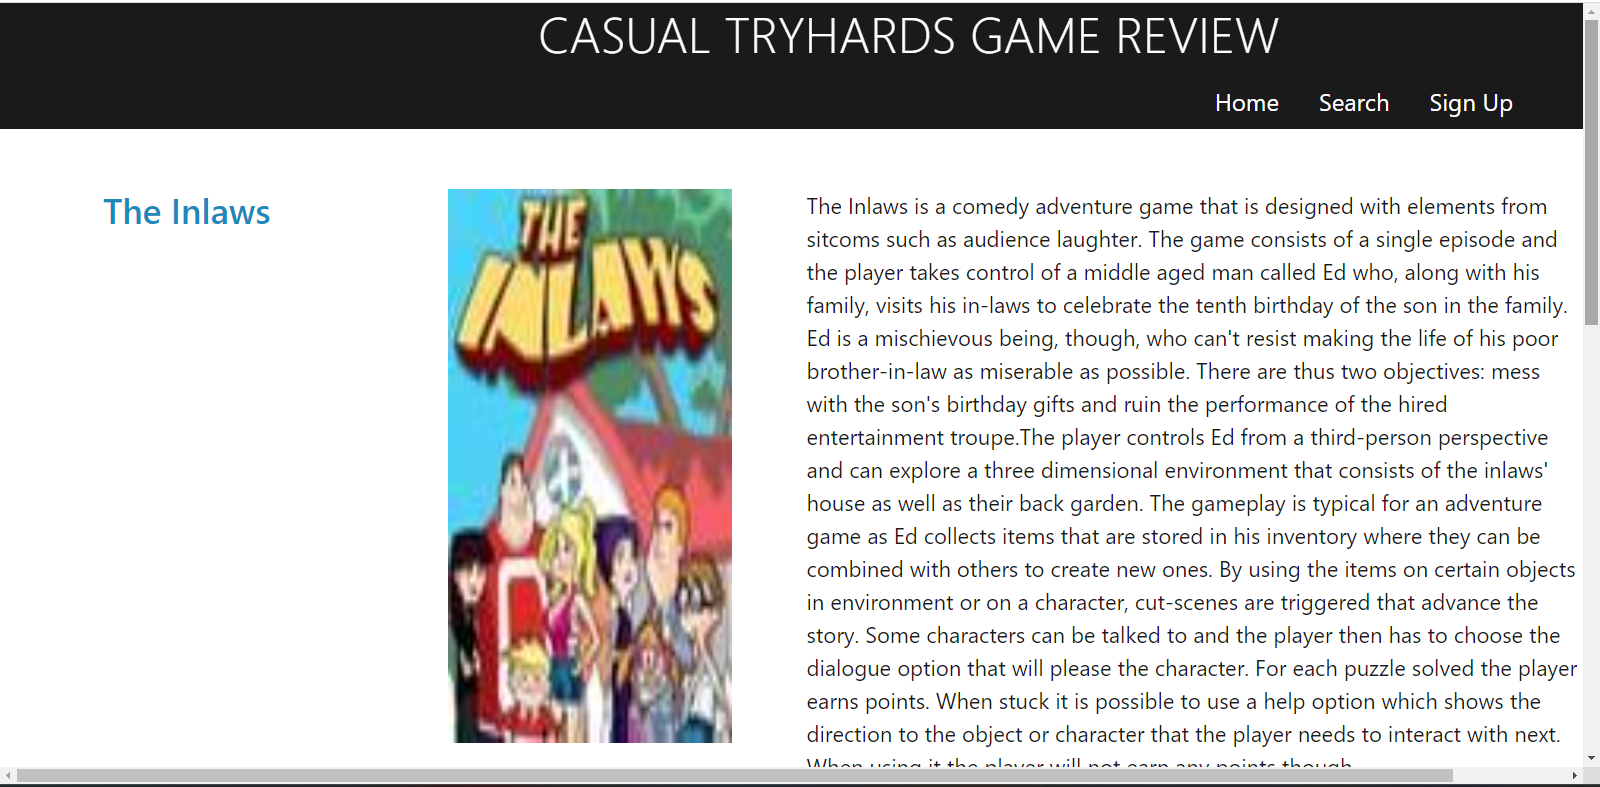 CASUAL TRYHARDS GAME REVIEW
Home Search Sign Up
The Inlaws
THE
INLAWS
The Inlaws is a comedy adventure game that is designed with elements from
sitcoms such as audience laughter. The game consists of a single episode and
the player takes control of a middle aged man called Ed who, along with his
family, visits his in-laws to celebrate the tenth birthday of the son in the family.
Ed is a mischievous being, though, who can't resist making the life of his poor
brother-in-law as miserable as possible. There are thus two objectives: mess
with the son's birthday gifts and ruin the performance of the hired
entertainment troupe.The player controls Ed from a third-person perspective
and can explore a three dimensional environment that consists of the inlaws'
house as well as their back garden. The gameplay is typical for an adventure
game as Ed collects items that are stored in his inventory where they can be
combined with others to create new ones. By using the items on certain objects
in environment or on a character, cut-scenes are triggered that advance the
story. Some characters can be talked to and the player then has to choose the
dialogue option that will please the character. For each puzzle solved the player
earns points. When stuck it is possible to use a help option which shows the
direction to the object or character that the player needs to interact with next.
When using it the player will not earn any points though.